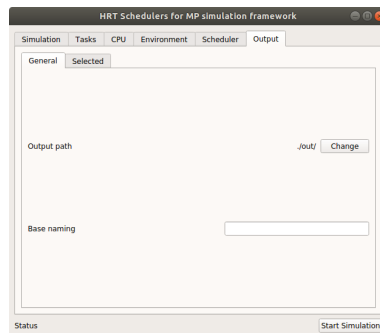 HRT Schedulers for MP simulation framework
Simulation Tasks CPU Environment Scheduler Output
General Selected
Output path ./out/ Change
Base naming
Status Start Simulation